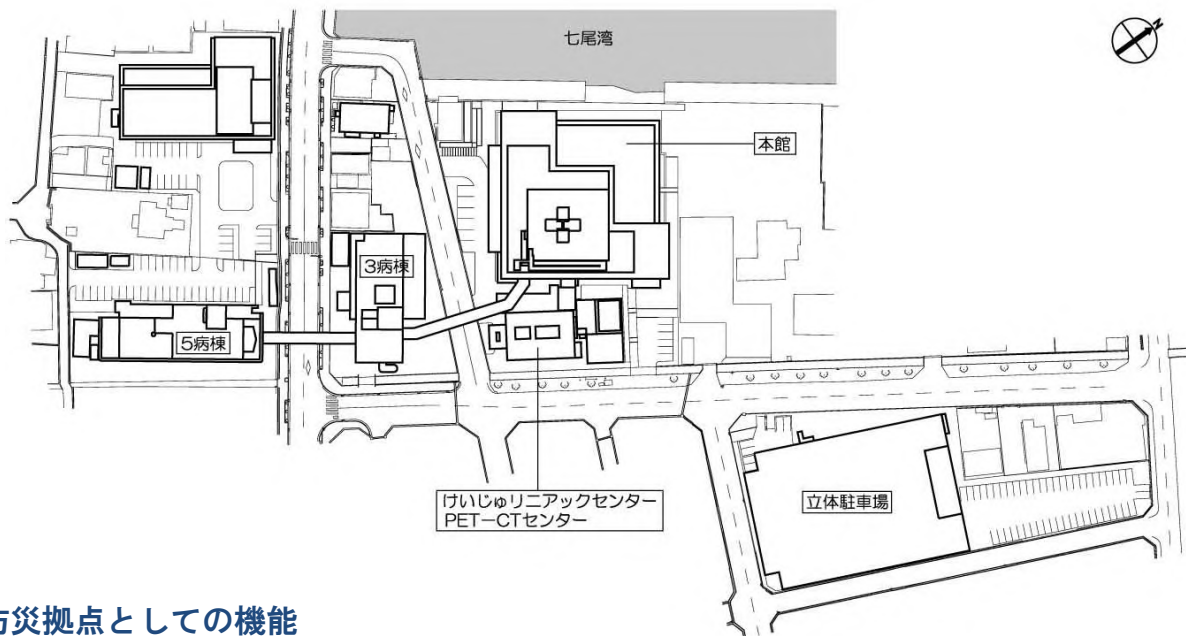 七尾湾
N
本館
3病棟
5病棟
けいじゅリニアックセンター
PET-CTセンター
立体駐車場
防災拠点としての機能